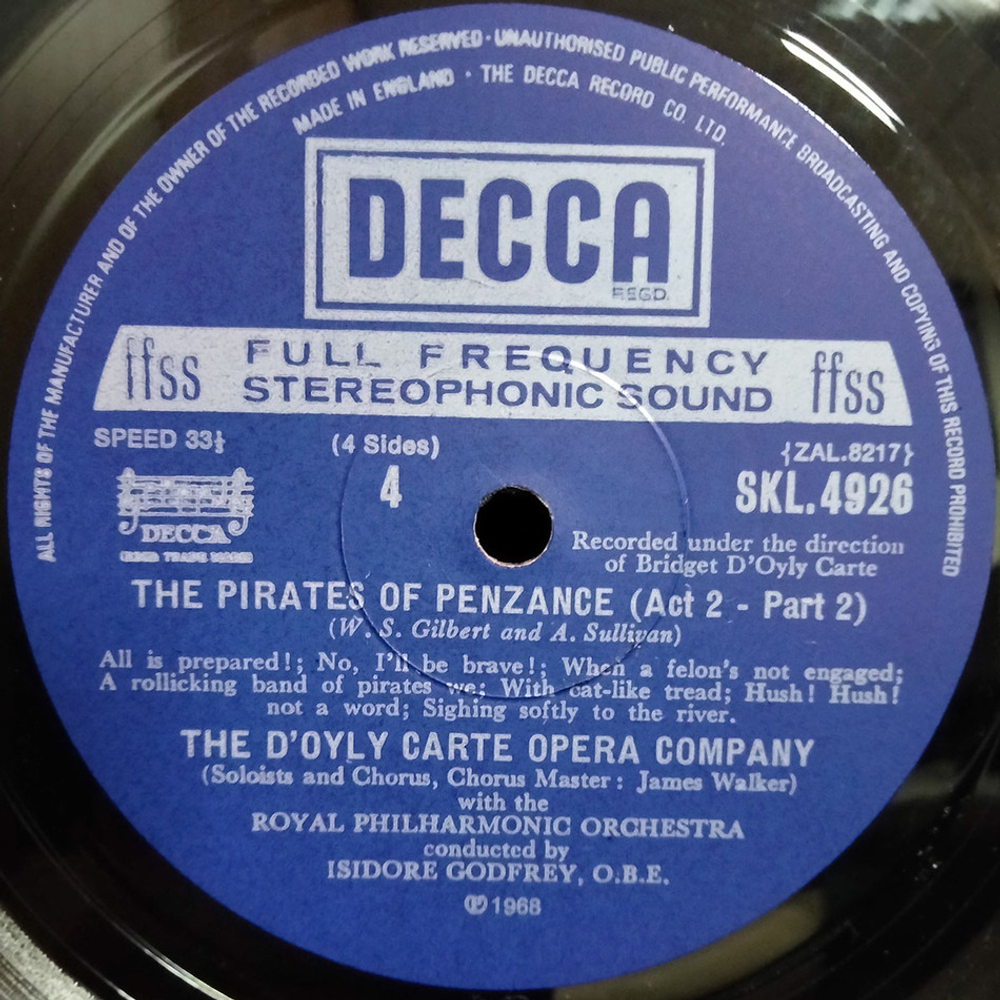 ALL RIGHTS OF THE MANUFACTURER AND OF THE OWNER OF THE RECORDED WORK RESERVED · UNAUTHORISED PUBLIC PERFORMANCE BROADCASTING AND COPYING OF THIS RECORD PROHIBITED
MADE IN ENGLAND · THE DECCA RECORD CO. LTD.
DECCA
REGD.
ffss FULL FREQUENCY ffss
STEREOPHONIC SOUND
SPEED 33⅓ (4 Sides) {ZAL.8217}
4 SKL.4926
DECCA
Recorded under the direction
of Bridget D'Oyly Carte
THE PIRATES OF PENZANCE (Act 2 - Part 2)
(W. S. Gilbert and A. Sullivan)
All is prepared!; No, I'll be brave!; When a felon's not engaged;
A rollicking band of pirates we; With cat-like tread; Hush! Hush!
not a word; Sighing softly to the river.
THE D'OYLY CARTE OPERA COMPANY
(Soloists and Chorus, Chorus Master: James Walker)
with the
ROYAL PHILHARMONIC ORCHESTRA
conducted by
ISIDORE GODFREY, O.B.E.
℗ 1968